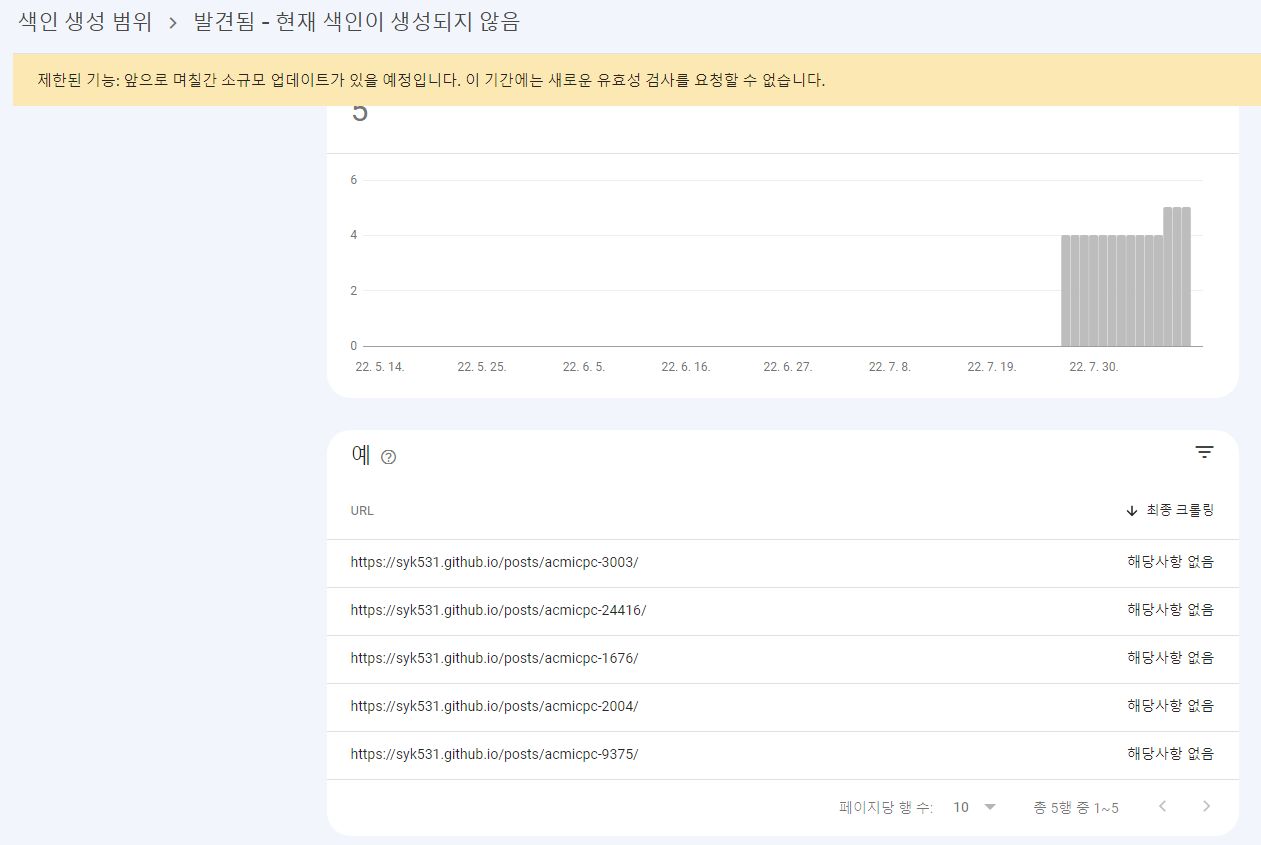 색인 생성 범위 > 발견됨 - 현재 색인이 생성되지 않음
제한된 기능: 앞으로 며칠간 소규모 업데이트가 있을 예정입니다. 이 기간에는 새로운 유효성 검사를 요청할 수 없습니다.
5
6
4
2
0
22. 5. 14. 22. 5. 25. 22. 6. 5. 22. 6. 16. 22. 6. 27. 22. 7. 8. 22. 7. 19. 22. 7. 30.
예
URL 최종 크롤링
https://syk531.github.io/posts/acmicpc-3003/ 해당사항 없음
https://syk531.github.io/posts/acmicpc-24416/ 해당사항 없음
https://syk531.github.io/posts/acmicpc-1676/ 해당사항 없음
https://syk531.github.io/posts/acmicpc-2004/ 해당사항 없음
https://syk531.github.io/posts/acmicpc-9375/ 해당사항 없음
페이지당 행 수: 10 총 5행 중 1~5